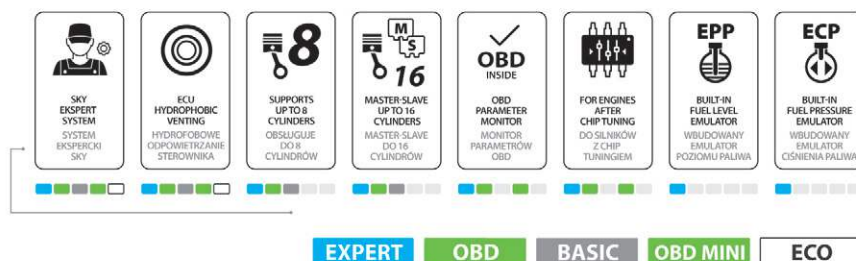 SKY
EKSPERT
SYSTEM
SYSTEM
EKSPERCKI
SKY
ECU
HYDROPHOBIC
VENTING
HYDROFOBOWE
ODPOWIETRZANIE
STEROWNIKA
8
SUPPORTS
UP TO 8
CYLINDERS
OBSŁUGUJE
DO 8
CYLINDRÓW
M
S
16
MASTER-SLAVE
UP TO 16
CYLINDERS
MASTER-SLAVE
DO 16
CYLINDRÓW
OBD
INSIDE
OBD
PARAMETER
MONITOR
MONITOR
PARAMETRÓW
OBD
FOR ENGINES
AFTER
CHIP TUNING
DO SILNIKÓW
Z CHIP
TUNINGIEM
EPP
BUILT-IN
FUEL LEVEL
EMULATOR
WBUDOWANY
EMULATOR
POZIOMU PALIWA
ECP
BUILT-IN
FUEL PRESSURE
EMULATOR
WBUDOWANY
EMULATOR
CIŚNIENIA PALIWA
EXPERT OBD BASIC OBD MINI ECO